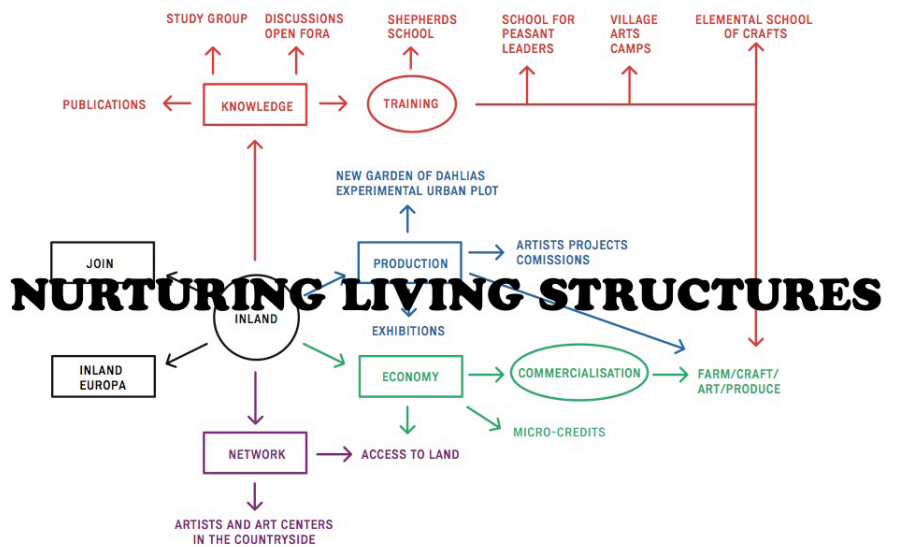 STUDY GROUP
DISCUSSIONS
OPEN FORA
SHEPHERDS
SCHOOL
SCHOOL FOR
PEASANT
LEADERS
VILLAGE
ARTS
CAMPS
ELEMENTAL SCHOOL
OF CRAFTS
PUBLICATIONS
KNOWLEDGE
TRAINING
NEW GARDEN OF DAHLIAS
EXPERIMENTAL URBAN PLOT
JOIN
PRODUCTION
ARTISTS PROJECTS
COMISSIONS
NURTURING LIVING STRUCTURES
INLAND
EXHIBITIONS
INLAND
EUROPA
ECONOMY
COMMERCIALISATION
FARM/CRAFT/
ART/PRODUCE
MICRO-CREDITS
NETWORK
ACCESS TO LAND
ARTISTS AND ART CENTERS
IN THE COUNTRYSIDE